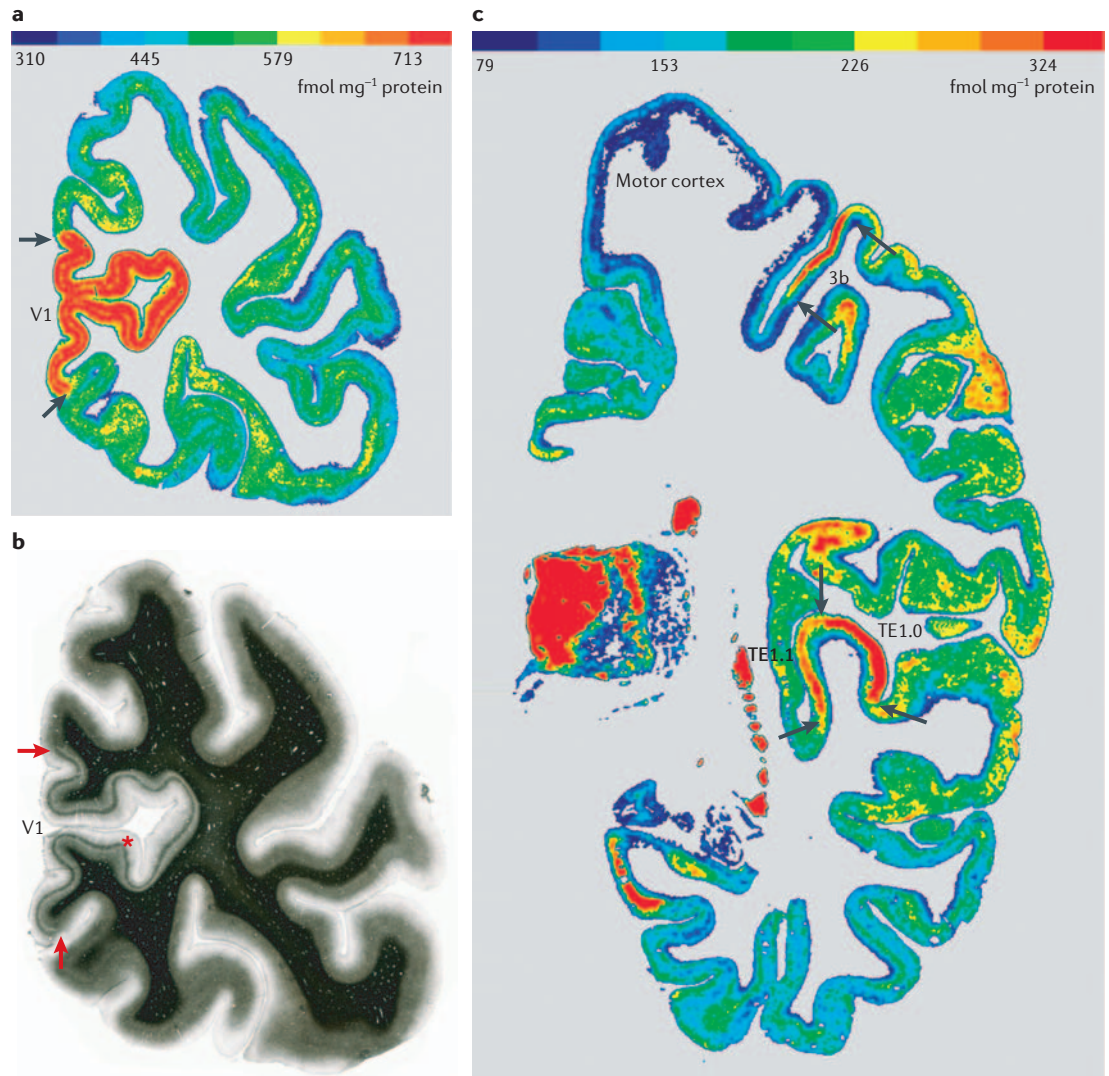 a
310 445 579 713
fmol mg⁻¹ protein
V1
b
V1
*
c
79 153 226 324
fmol mg⁻¹ protein
Motor cortex
3b
TE1.0
TE1.1